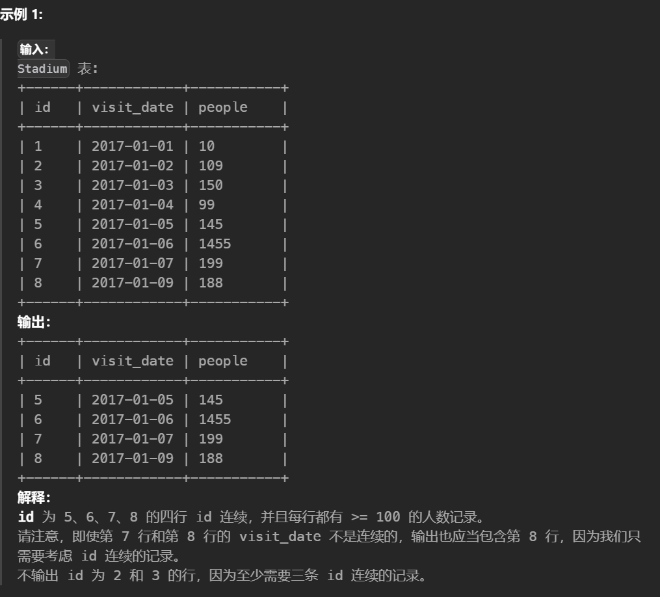 示例 1:
输入:
Stadium 表:
+------+------------+-----------+
| id   | visit_date | people    |
+------+------------+-----------+
| 1    | 2017-01-01 | 10        |
| 2    | 2017-01-02 | 109       |
| 3    | 2017-01-03 | 150       |
| 4    | 2017-01-04 | 99        |
| 5    | 2017-01-05 | 145       |
| 6    | 2017-01-06 | 1455      |
| 7    | 2017-01-07 | 199       |
| 8    | 2017-01-09 | 188       |
+------+------------+-----------+
输出:
+------+------------+-----------+
| id   | visit_date | people    |
+------+------------+-----------+
| 5    | 2017-01-05 | 145       |
| 6    | 2017-01-06 | 1455      |
| 7    | 2017-01-07 | 199       |
| 8    | 2017-01-09 | 188       |
+------+------------+-----------+
解释:
id 为 5、6、7、8 的四行 id 连续，并且每行都有 >= 100 的人数记录。
请注意，即使第 7 行和第 8 行的 visit_date 不是连续的，输出也应当包含第 8 行，因为我们只
需要考虑 id 连续的记录。
不输出 id 为 2 和 3 的行，因为至少需要三条 id 连续的记录。